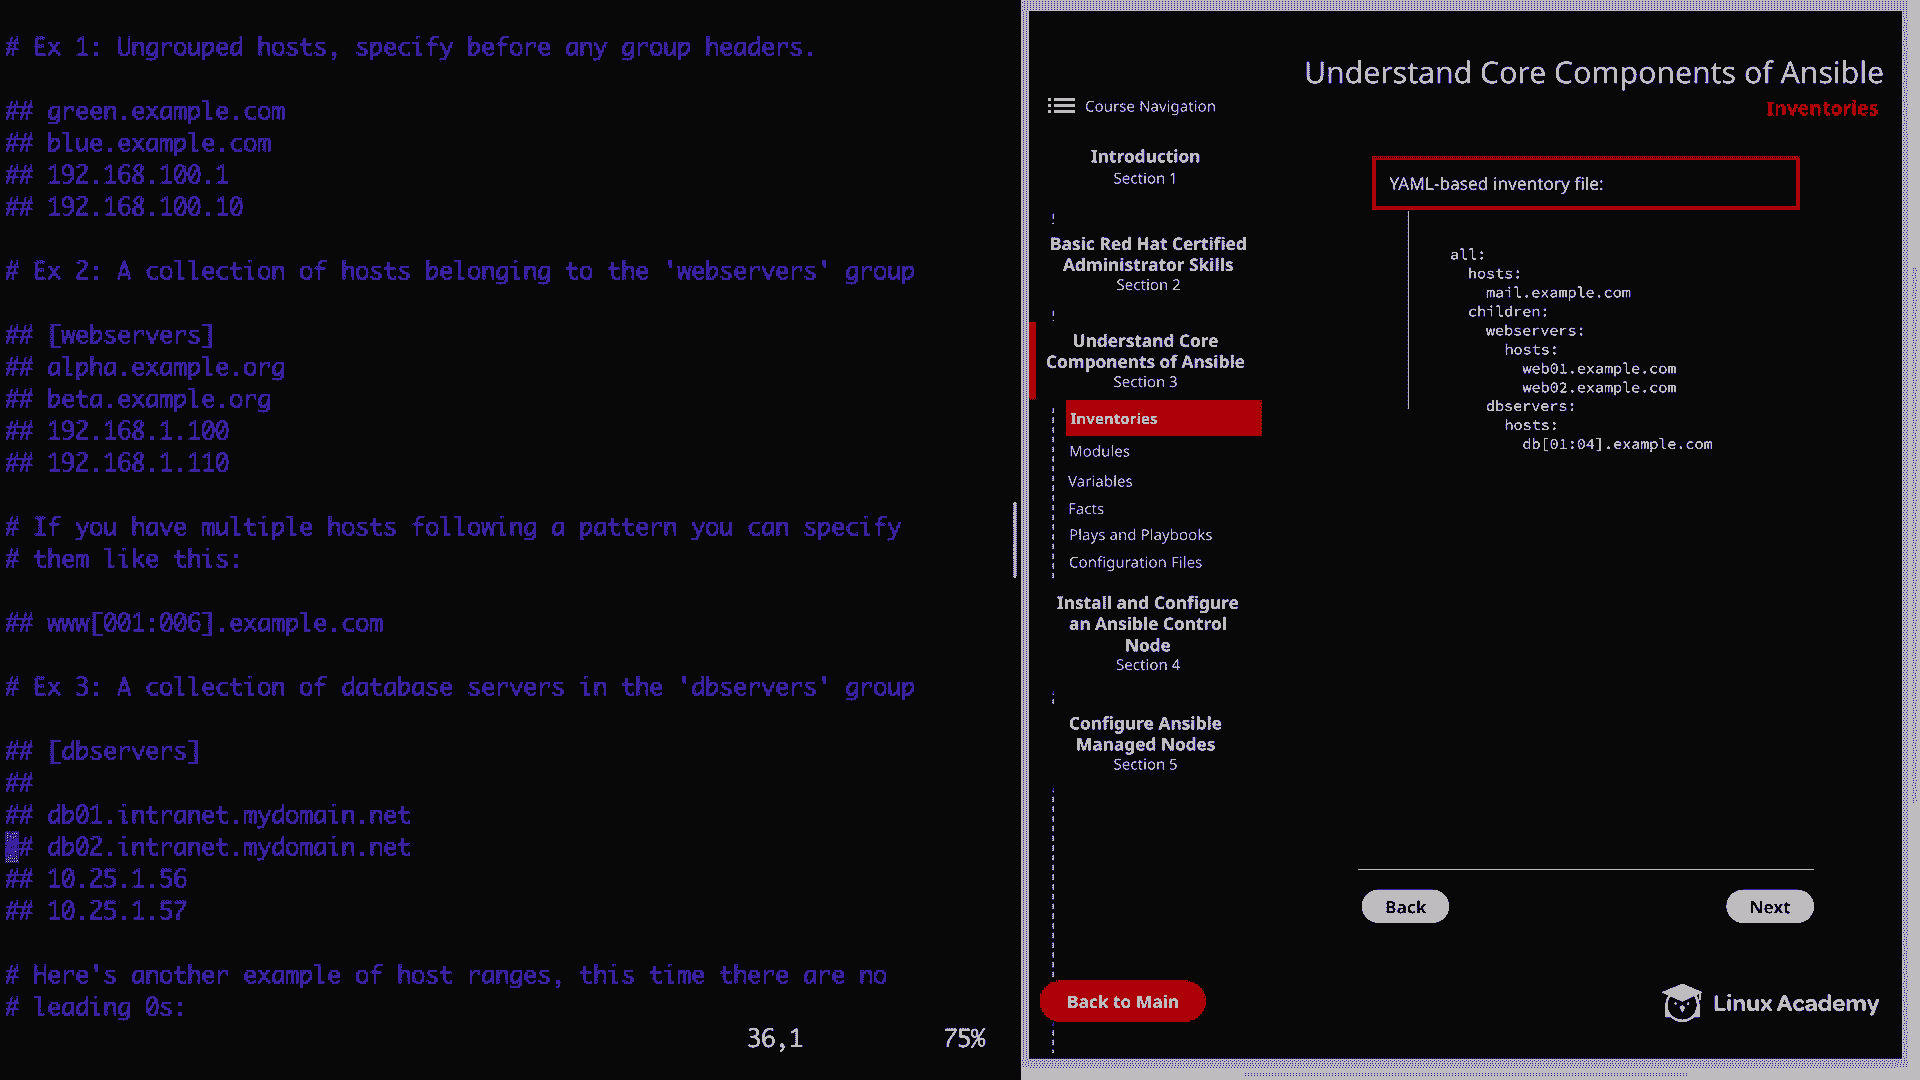 # Ex 1: Ungrouped hosts, specify before any group headers.
## green.example.com
## blue.example.com
## 192.168.100.1
## 192.168.100.10
# Ex 2: A collection of hosts belonging to the 'webservers' group
## [webservers]
## alpha.example.org
## beta.example.org
## 192.168.1.100
## 192.168.1.110
# If you have multiple hosts following a pattern you can specify
# them like this:
## www[001:006].example.com
# Ex 3: A collection of database servers in the 'dbservers' group
## [dbservers]
##
## db01.intranet.mydomain.net
## db02.intranet.mydomain.net
## 10.25.1.56
## 10.25.1.57
# Here's another example of host ranges, this time there are no
# leading 0s:
36,1 75%
Understand Core Components of Ansible
Inventories
Course Navigation
Introduction
Section 1
Basic Red Hat Certified
Administrator Skills
Section 2
Understand Core
Components of Ansible
Section 3
Inventories
Modules
Variables
Facts
Plays and Playbooks
Configuration Files
Install and Configure
an Ansible Control
Node
Section 4
Configure Ansible
Managed Nodes
Section 5
Back to Main
YAML-based inventory file:
all:
hosts:
mail.example.com
children:
webservers:
hosts:
web01.example.com
web02.example.com
dbservers:
hosts:
db[01:04].example.com
Back
Next
Linux Academy